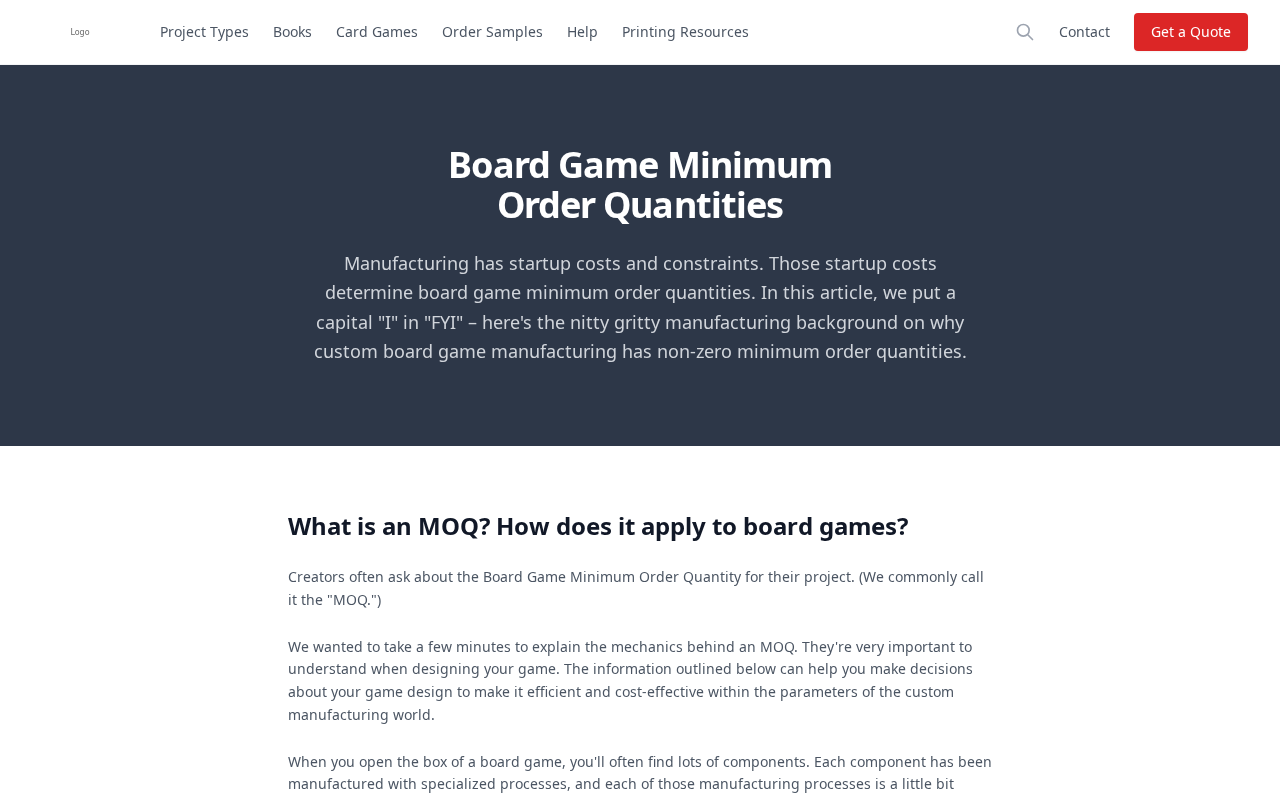 Logo
Project Types
Books
Card Games
Order Samples
Help
Printing Resources
Contact
Get a Quote
Board Game Minimum
Order Quantities
Manufacturing has startup costs and constraints. Those startup costs
determine board game minimum order quantities. In this article, we put a
capital "I" in "FYI" – here's the nitty gritty manufacturing background on why
custom board game manufacturing has non-zero minimum order quantities.
What is an MOQ? How does it apply to board games?
Creators often ask about the Board Game Minimum Order Quantity for their project. (We commonly call
it the "MOQ.")
We wanted to take a few minutes to explain the mechanics behind an MOQ. They're very important to
understand when designing your game. The information outlined below can help you make decisions
about your game design to make it efficient and cost-effective within the parameters of the custom
manufacturing world.
When you open the box of a board game, you'll often find lots of components. Each component has been
manufactured with specialized processes, and each of those manufacturing processes is a little bit